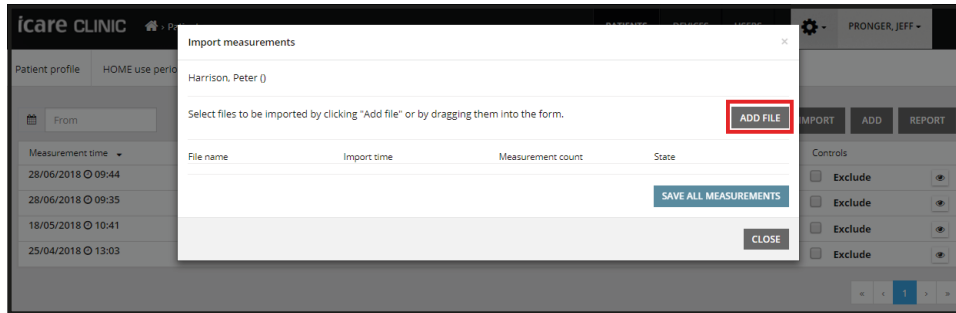 icare CLINIC
PRONGER, JEFF
Import measurements
×
Patient profile
HOME use perio
Harrison, Peter ()
Select files to be imported by clicking "Add file" or by dragging them into the form.
ADD FILE
From
IMPORT
ADD
REPORT
Measurement time
File name
Import time
Measurement count
State
Controls
28/06/2018 09:44
Exclude
28/06/2018 09:35
SAVE ALL MEASUREMENTS
Exclude
18/05/2018 10:41
Exclude
CLOSE
25/04/2018 13:03
Exclude
« ‹ 1 › »